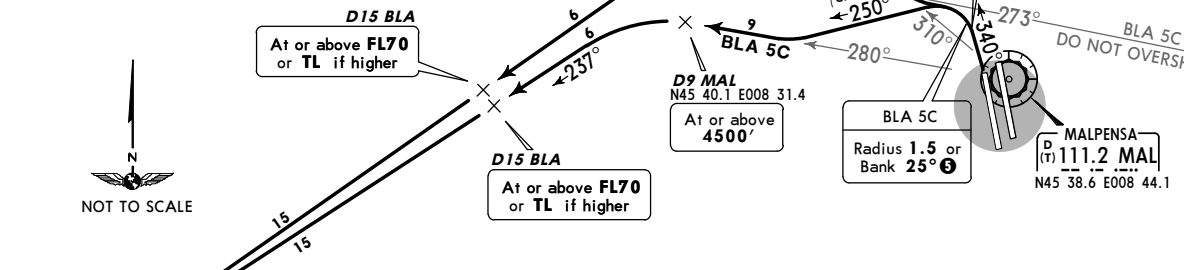 D15 BLA
At or above FL70
or TL if higher
6
6
237°
9
BLA 5C
D9 MAL
N45 40.1 E008 31.4
At or above
4500'
250°
280°
310°
340°
273°
BLA 5C
DO NOT OVERSH
BLA 5C
Radius 1.5 or
Bank 25° 5
MALPENSA
D
(T) 111.2 MAL
N45 38.6 E008 44.1
D15 BLA
At or above FL70
or TL if higher
N
NOT TO SCALE
15
15